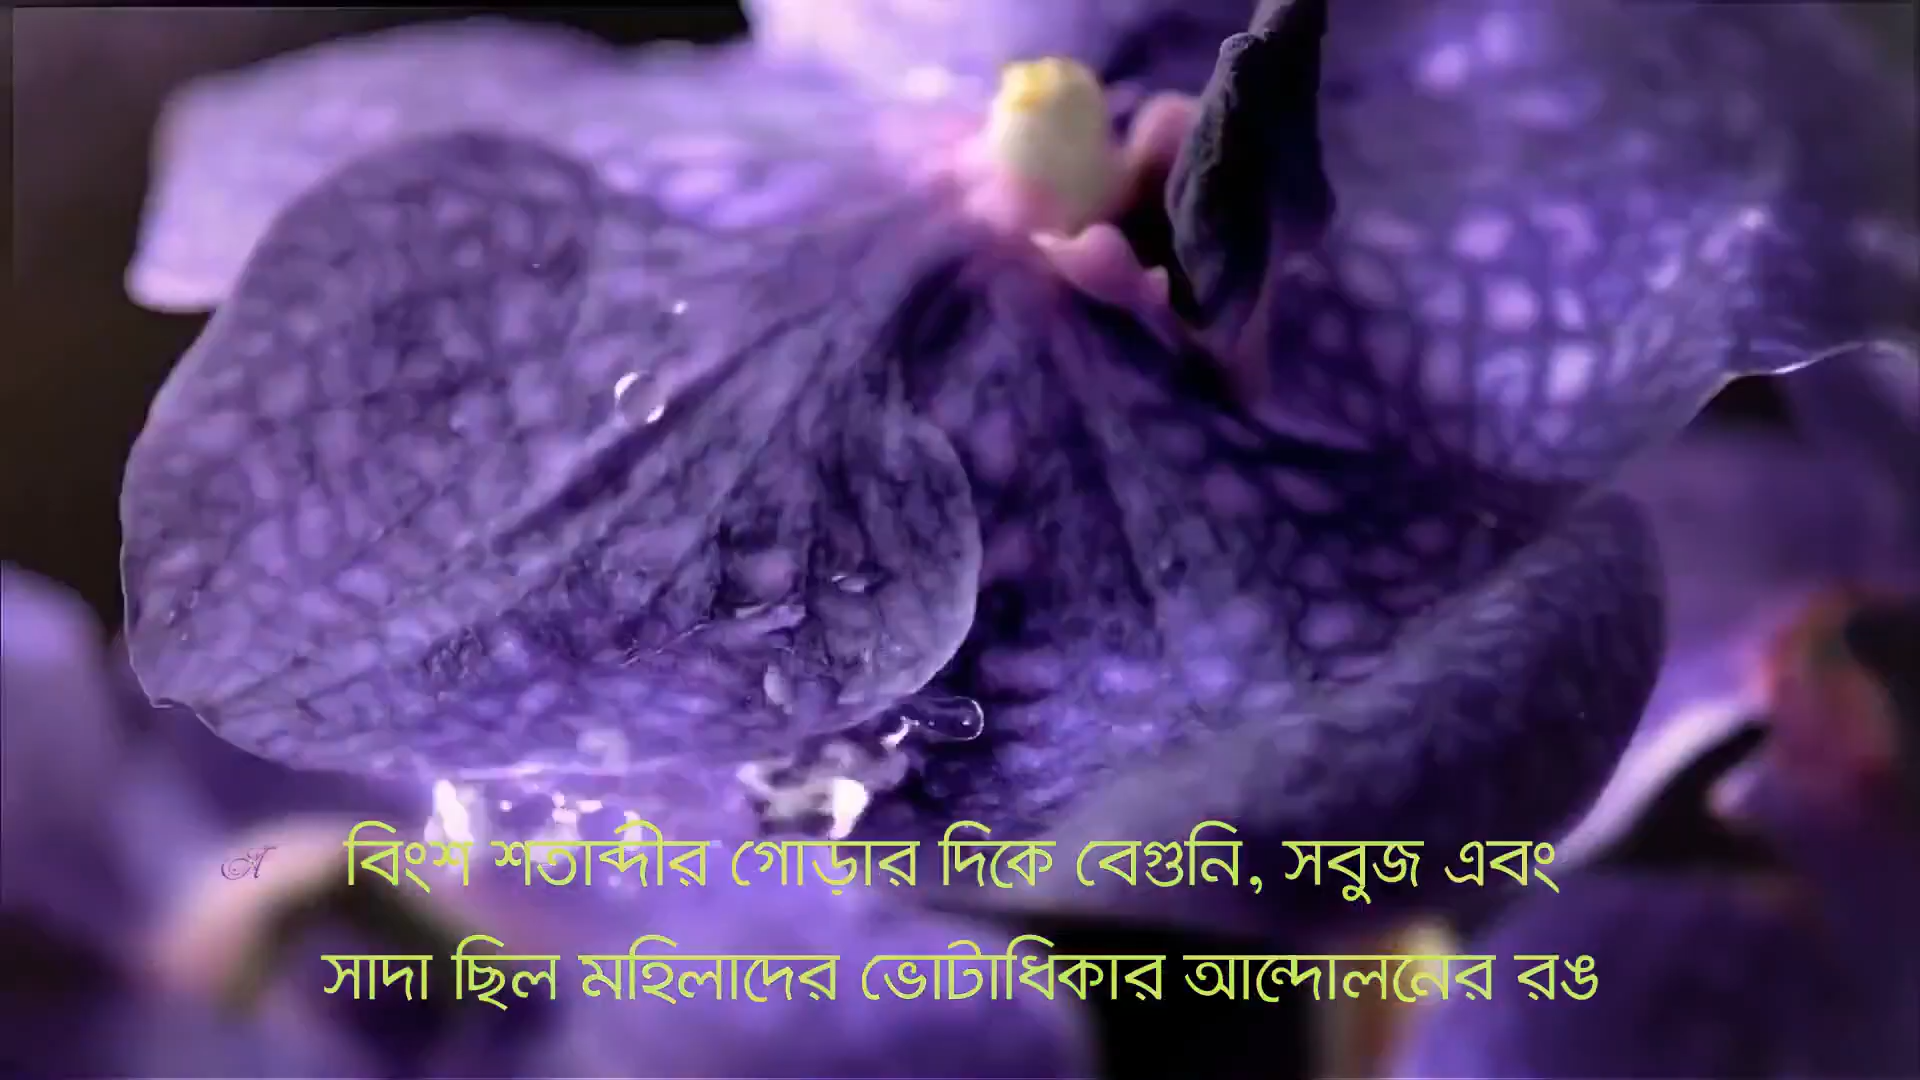 বিংশ শতাব্দীর গোড়ার দিকে বেগুনি, সবুজ এবং
সাদা ছিল মহিলাদের ভোটাধিকার আন্দোলনের রঙ